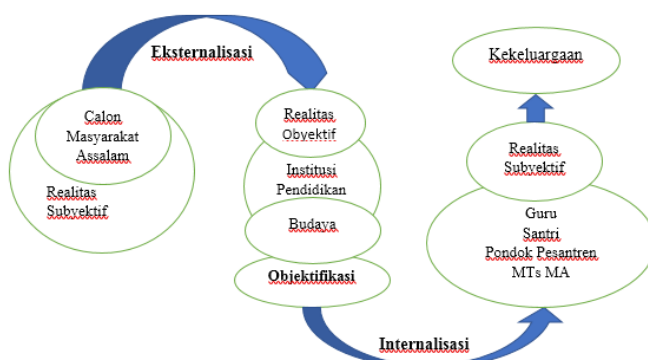 Eksternalisasi
Calon
Masyarakat
Assalam
Realitas
Subyektif
Realitas
Obyektif
Institusi
Pendidikan
Budaya
Objektifikasi
Internalisasi
Kekeluargaan
Realitas
Subyektif
Guru
Santri
Pondok Pesantren
MTs MA